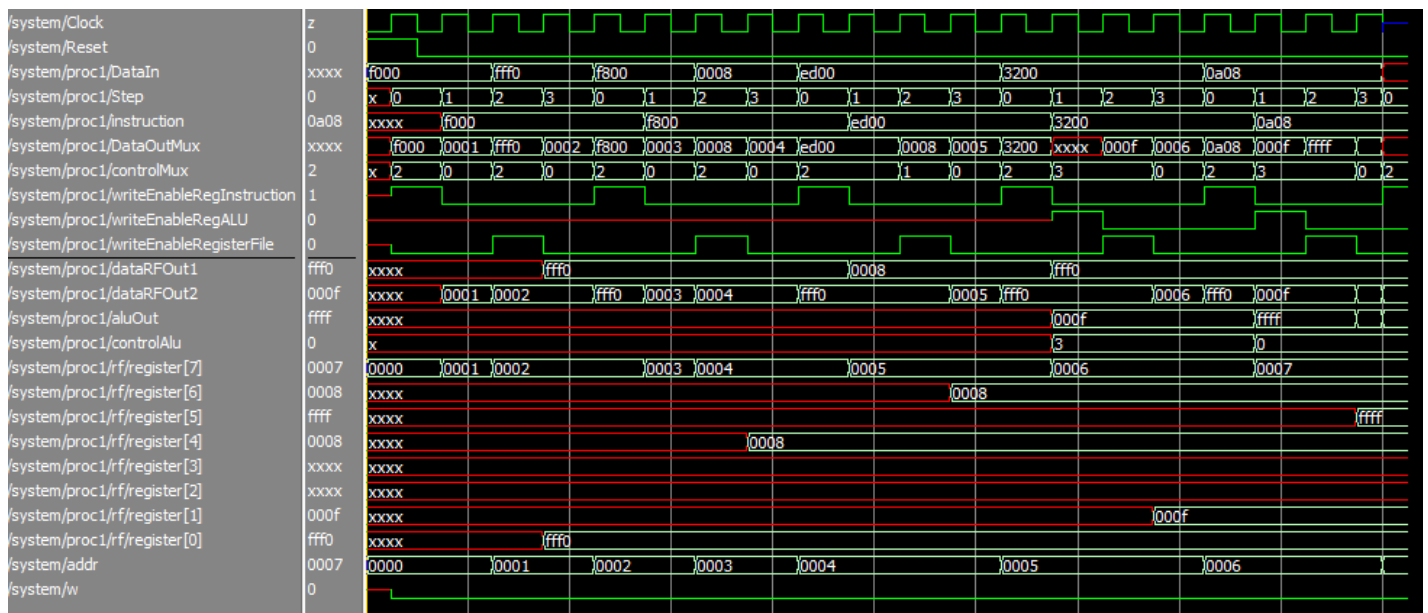 /system/Clock z
/system/Reset 0
/system/proc1/DataIn xxxx f000 fff0 f800 0008 ed00 3200 0a08
/system/proc1/Step 0 x 0 1 2 3 0 1 2 3 0 1 2 3 0 1 2 3 0 1 2 3 0
/system/proc1/instruction 0a08 xxxx f000 f800 ed00 3200 0a08
/system/proc1/DataOutMux xxxx f000 0001 fff0 0002 f800 0003 0008 0004 ed00 0008 0005 3200 xxxx 000f 0006 0a08 000f ffff
/system/proc1/controlMux 2 x 2 0 2 0 2 0 2 0 2 1 0 2 3 0 2 3 0 2
/system/proc1/writeEnableRegInstruction 1
/system/proc1/writeEnableRegALU 0
/system/proc1/writeEnableRegisterFile 0
/system/proc1/dataRFOut1 fff0 xxxx fff0 0008 fff0
/system/proc1/dataRFOut2 000f xxxx 0001 0002 fff0 0003 0004 fff0 0005 fff0 0006 fff0 000f
/system/proc1/aluOut ffff xxxx 000f ffff
/system/proc1/controlAlu 0 x 3 0
/system/proc1/rf/register[7] 0007 0000 0001 0002 0003 0004 0005 0006 0007
/system/proc1/rf/register[6] 0008 xxxx 0008
/system/proc1/rf/register[5] ffff xxxx ffff
/system/proc1/rf/register[4] 0008 xxxx 0008
/system/proc1/rf/register[3] xxxx xxxx
/system/proc1/rf/register[2] xxxx xxxx
/system/proc1/rf/register[1] 000f xxxx 000f
/system/proc1/rf/register[0] fff0 xxxx fff0
/system/addr 0007 0000 0001 0002 0003 0004 0005 0006
/system/w 0